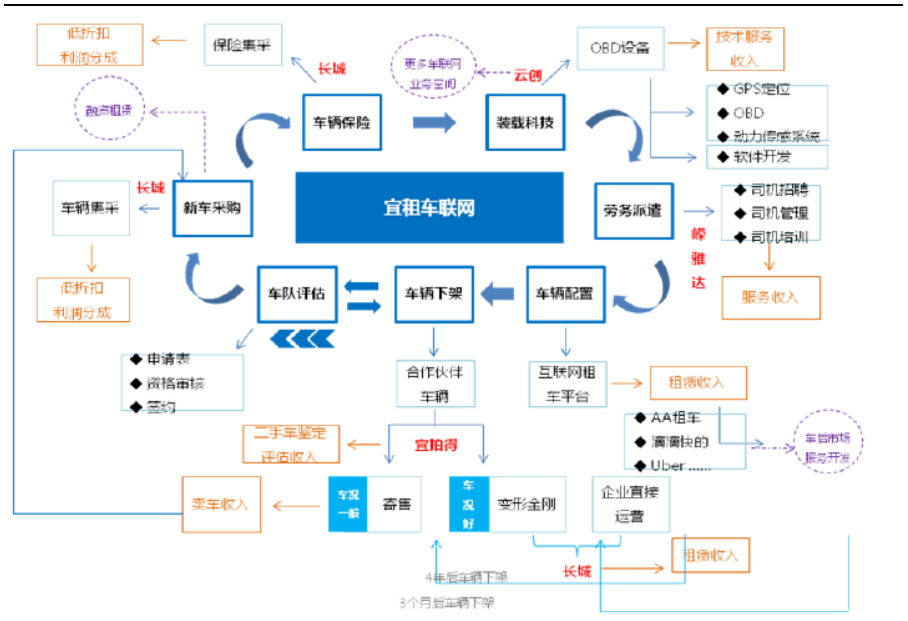 低折扣
利润分成
保险集采
长城
更多车联网
业务空间
云创
OBD设备
技术服务
收入
融资租赁
车辆保险
装载科技
◆ GPS定位
◆ OBD
◆ 动力传感系统
◆ 软件开发
车辆集采
长城
新车采购
宜租车联网
劳务派遣
◆ 司机招聘
◆ 司机管理
◆ 司机培训
嵘
雅
达
低折扣
利润分成
车队评估
车辆下架
车辆配置
服务收入
◆ 申请表
◆ 资格审核
◆ 签约
合作伙伴
车辆
互联网租
车平台
租赁收入
二手车鉴定
评估收入
宜拍得
◆ AA租车
◆ 滴滴快的
◆ Uber ......
车后市场
服务开发
卖车收入
车况
一般
寄售
车
况
好
变形金刚
企业直接
运营
长城
租赁收入
4年后车辆下架
3个月后车辆下架